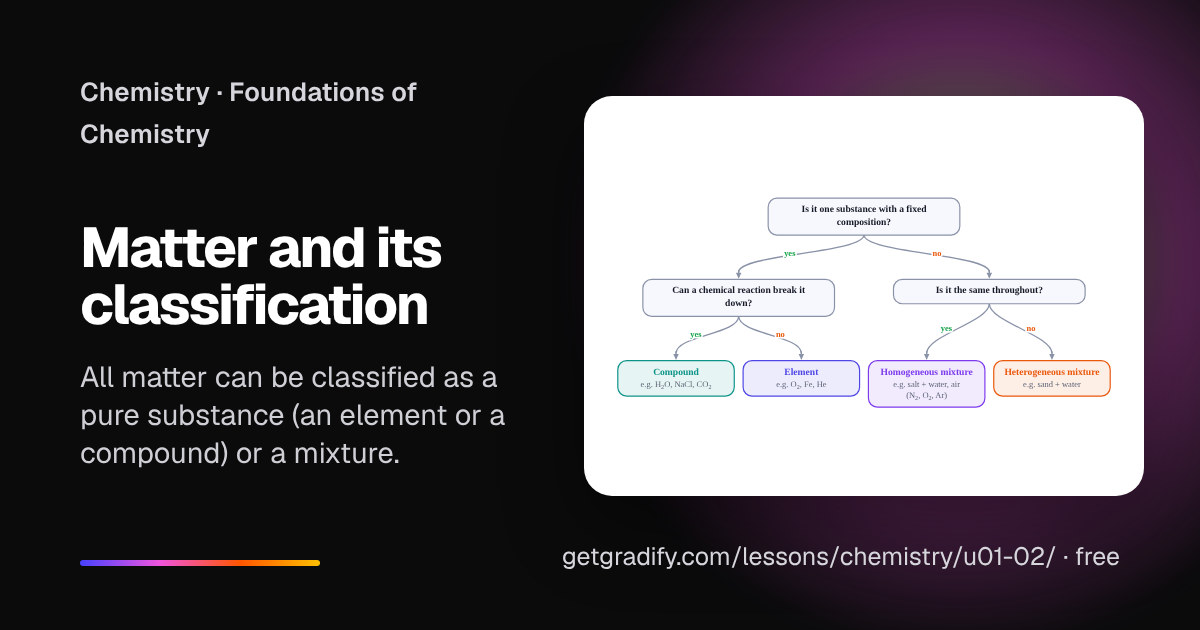 Chemistry · Foundations of
Chemistry
Matter and its
classification
All matter can be classified as a
pure substance (an element or a
compound) or a mixture.
Is it one substance with a fixed
composition?
yes
no
Can a chemical reaction break it
down?
Is it the same throughout?
yes
no
yes
no
Compound
e.g. H₂O, NaCl, CO₂
Element
e.g. O₂, Fe, He
Homogeneous mixture
e.g. salt + water, air
(N₂, O₂, Ar)
Heterogeneous mixture
e.g. sand + water
getgradify.com/lessons/chemistry/u01-02/ · free